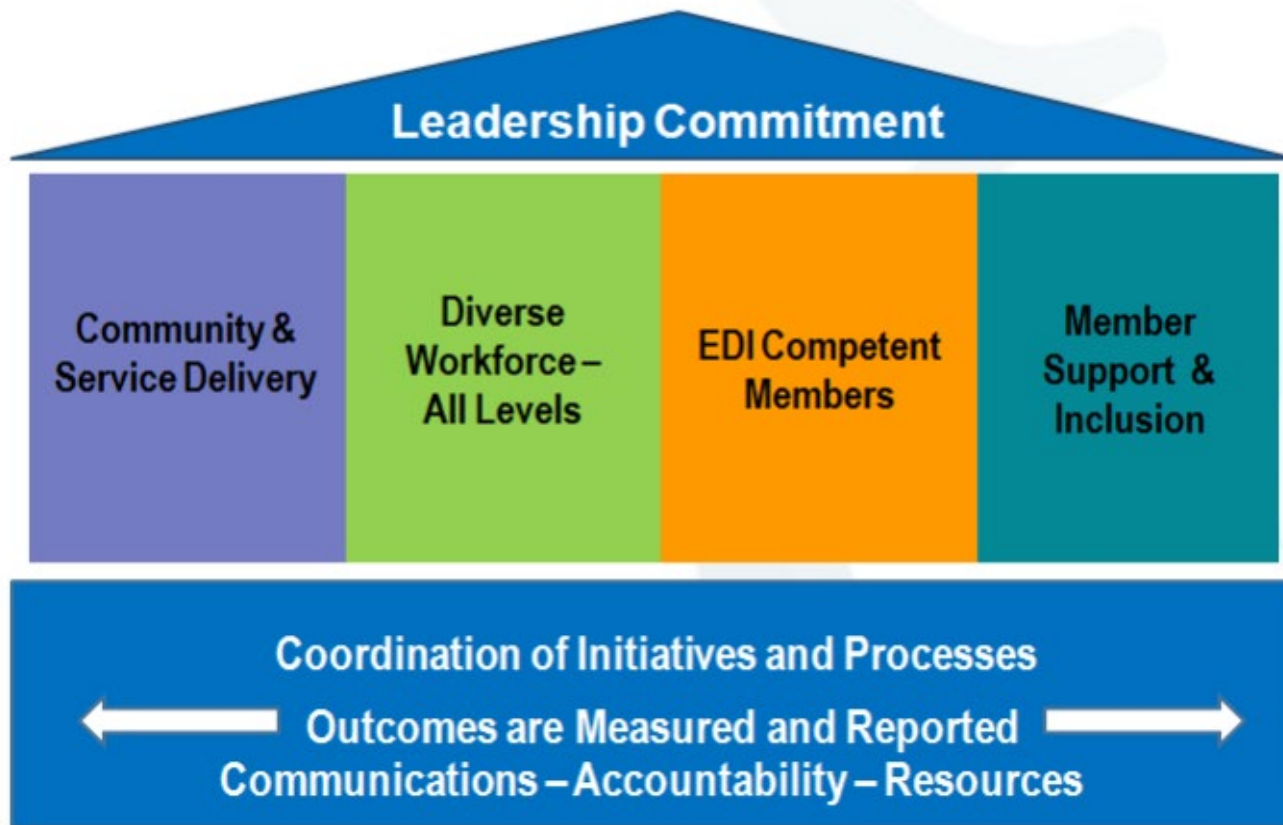 Leadership Commitment
Community &
Service Delivery
Diverse
Workforce –
All Levels
EDI Competent
Members
Member
Support &
Inclusion
Coordination of Initiatives and Processes
Outcomes are Measured and Reported
Communications – Accountability – Resources